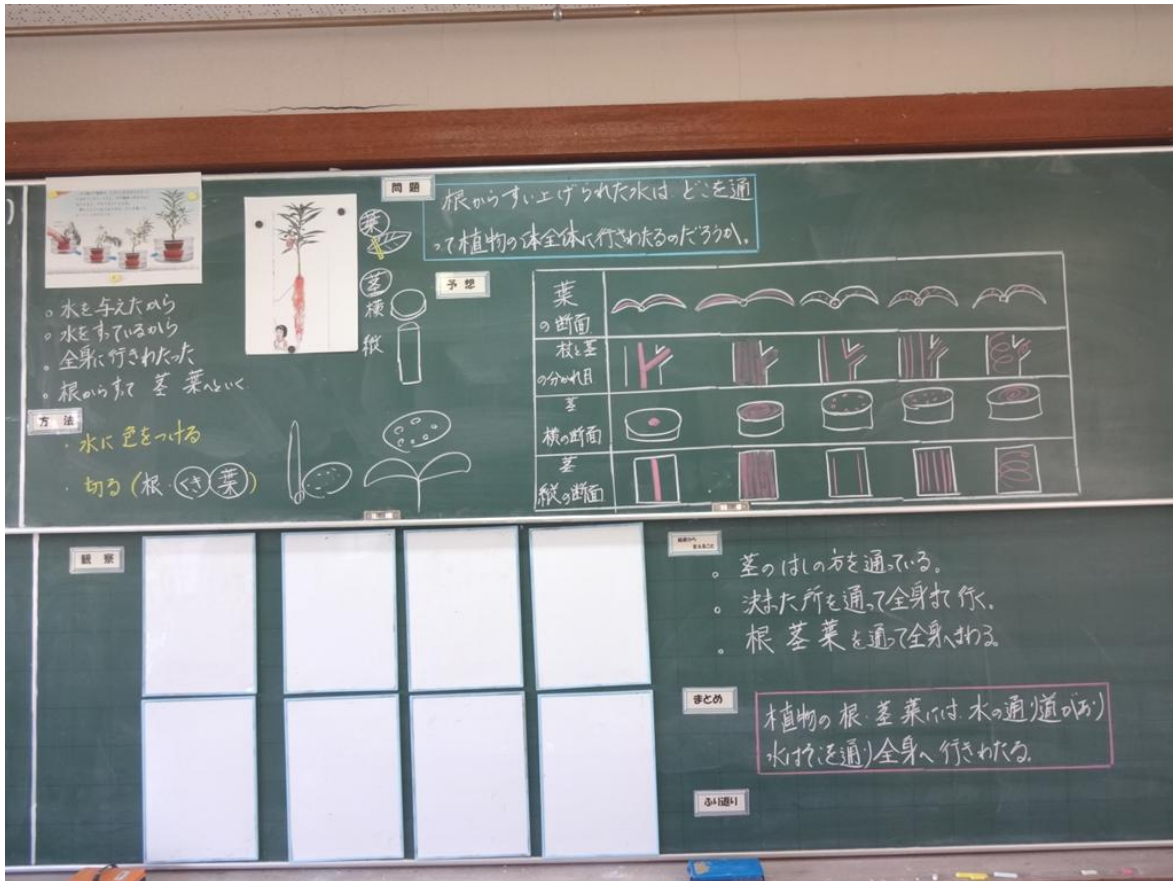 問題
根からすい上げられた水は どこを通
って植物の体全体に行きわたるのだろうか。
葉
茎
横
縦
。水を与えたから
。水をすっているから
。全身に行きわたった
。根からすって 茎 葉へといく
方法
・水に色をつける
・切る(根・くき 葉)
予想
葉
の断面
枝と茎
の分かれ目
茎
横の断面
茎
縦の断面
観察
結果から
考えること
。茎のはしの方を通っている。
。決また所を通って全身まで行く。
。根 茎 葉を通って全身へまわる。
まとめ
植物の根・茎 葉には、水の通り道があり
水はそこを通り全身へ行きわたる。
ふり返り